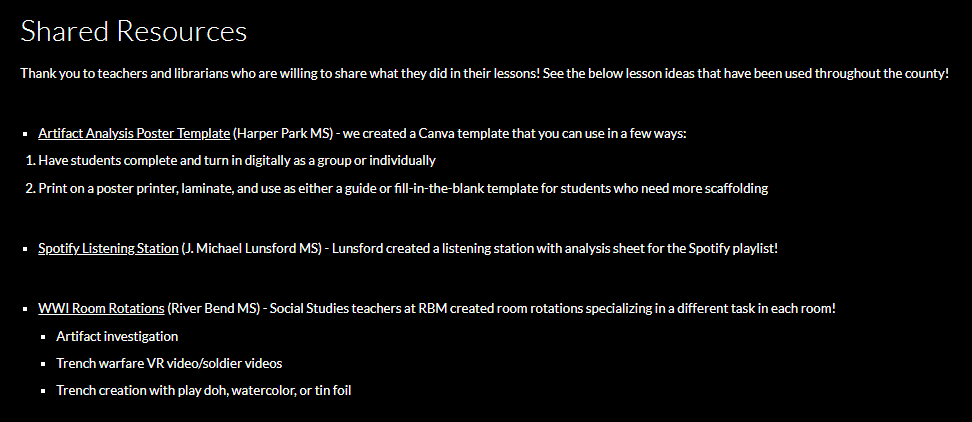 Shared Resources
Thank you to teachers and librarians who are willing to share what they did in their lessons! See the below lesson ideas that have been used throughout the county!
▪ Artifact Analysis Poster Template (Harper Park MS) - we created a Canva template that you can use in a few ways:
1. Have students complete and turn in digitally as a group or individually
2. Print on a poster printer, laminate, and use as either a guide or fill-in-the-blank template for students who need more scaffolding
▪ Spotify Listening Station (J. Michael Lunsford MS) - Lunsford created a listening station with analysis sheet for the Spotify playlist!
▪ WWI Room Rotations (River Bend MS) - Social Studies teachers at RBM created room rotations specializing in a different task in each room!
▪ Artifact investigation
▪ Trench warfare VR video/soldier videos
▪ Trench creation with play doh, watercolor, or tin foil